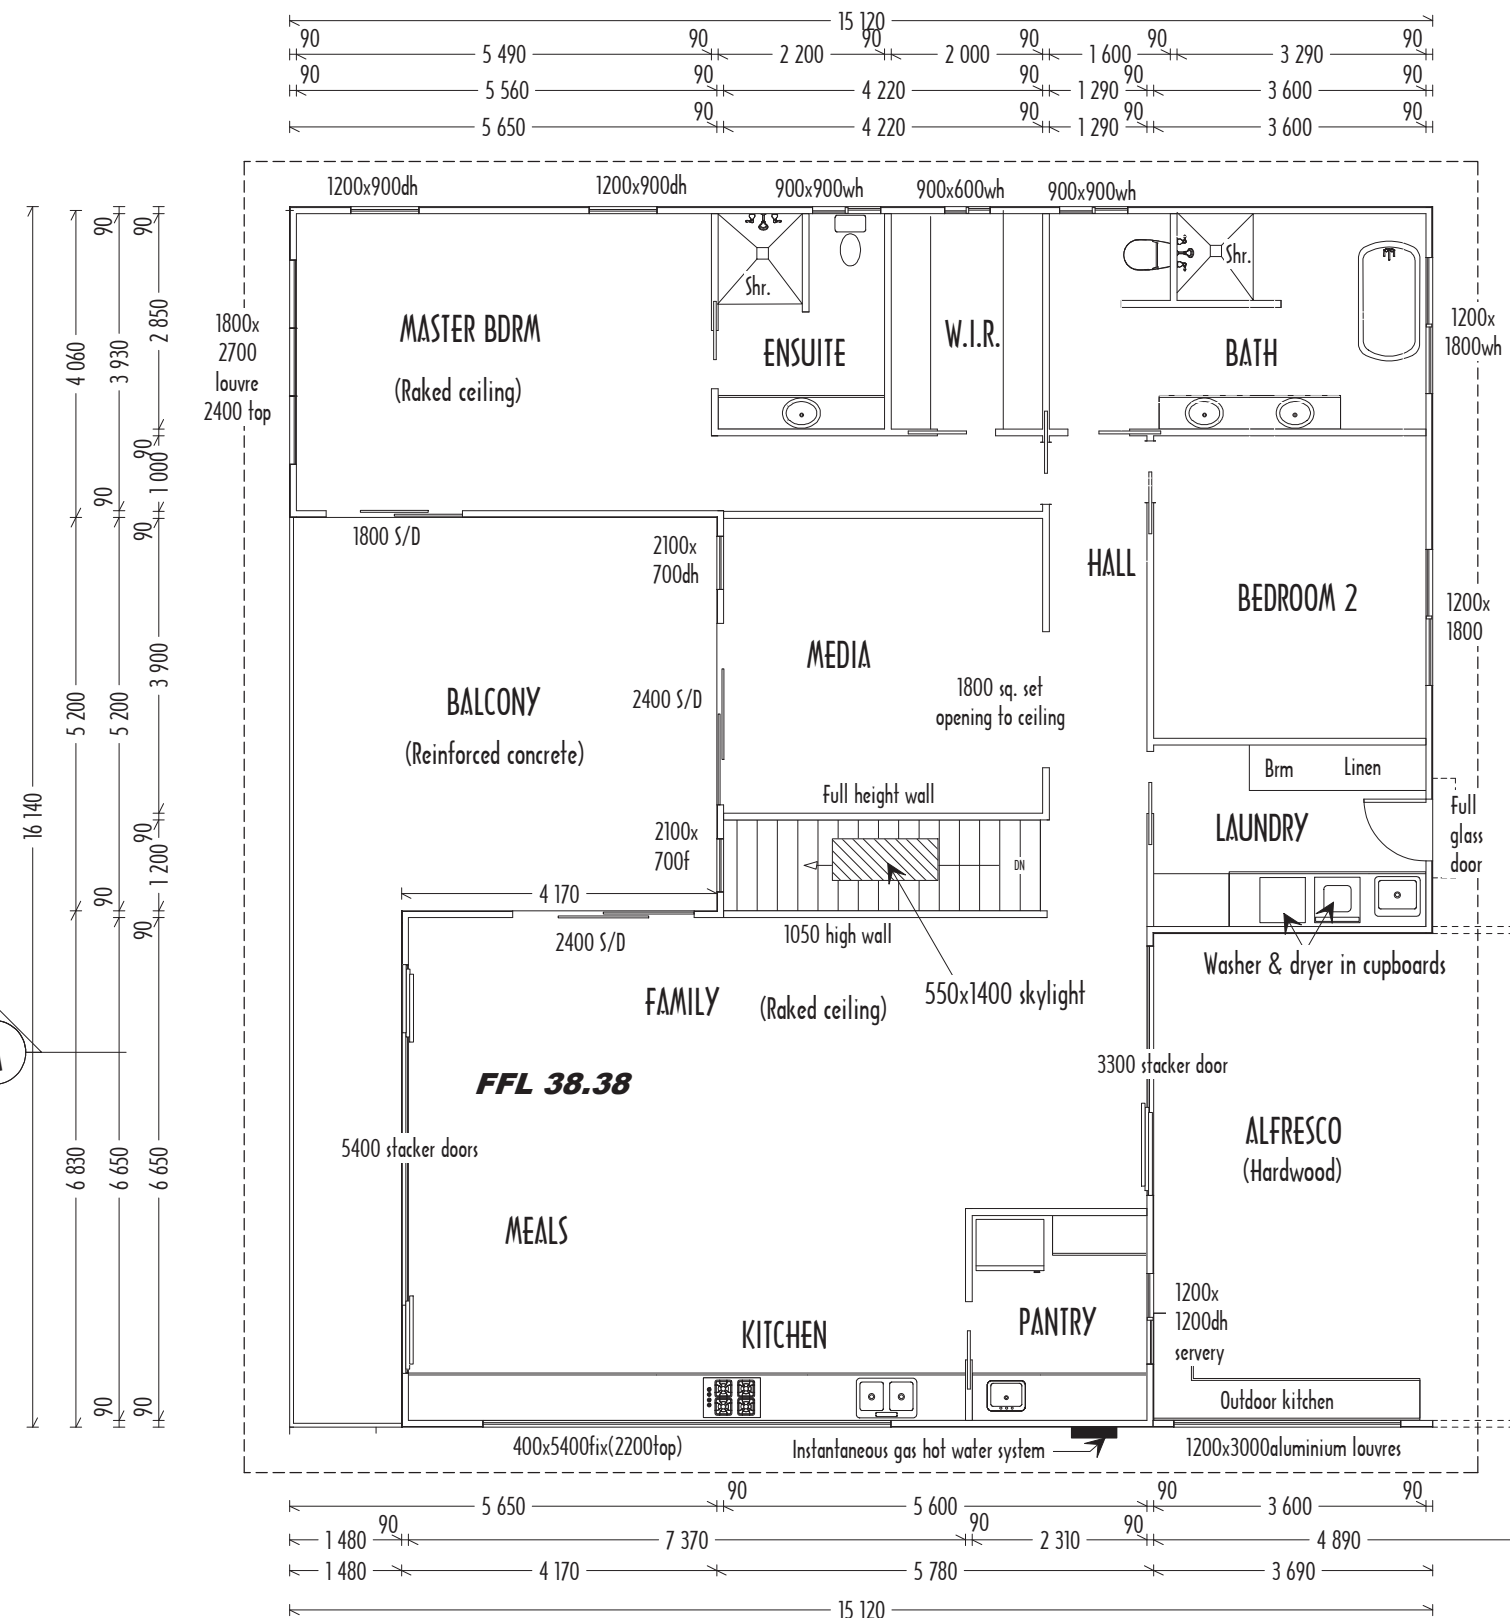 15 120
90 5 490 90 2 200 90 2 000 90 1 600 90 3 290 90
90 5 560 90 4 220 90 1 290 90 3 600 90
5 650 90 4 220 90 1 290 90 3 600 90
1200x900dh
1200x900dh
900x900wh
900x600wh
900x900wh
16 140
4 060
5 200
6 830
90
3 930
90
5 200
90
6 650
90
90
2 850
90
1 000
90
3 900
90
1 200
90
6 650
90
1800x
2700
louvre
2400 top
MASTER BDRM
(Raked ceiling)
Shr.
ENSUITE
W.I.R.
Shr.
BATH
1200x
1800wh
1800 S/D
2100x
700dh
HALL
BEDROOM 2
1200x
1800
MEDIA
BALCONY
(Reinforced concrete)
2400 S/D
1800 sq. set
opening to ceiling
Full height wall
Brm
Linen
LAUNDRY
Full
glass
door
2100x
700f
DN
4 170
2400 S/D
1050 high wall
Washer & dryer in cupboards
FAMILY
(Raked ceiling)
550x1400 skylight
FFL 38.38
3300 stacker door
ALFRESCO
(Hardwood)
5400 stacker doors
MEALS
KITCHEN
PANTRY
1200x
1200dh
servery
Outdoor kitchen
400x5400fix(2200top)
Instantaneous gas hot water system
1200x3000aluminium louvres
5 650 90 5 600 90 3 600 90
1 480 90 7 370 90 2 310 90 4 890
1 480 4 170 5 780 3 690
15 120